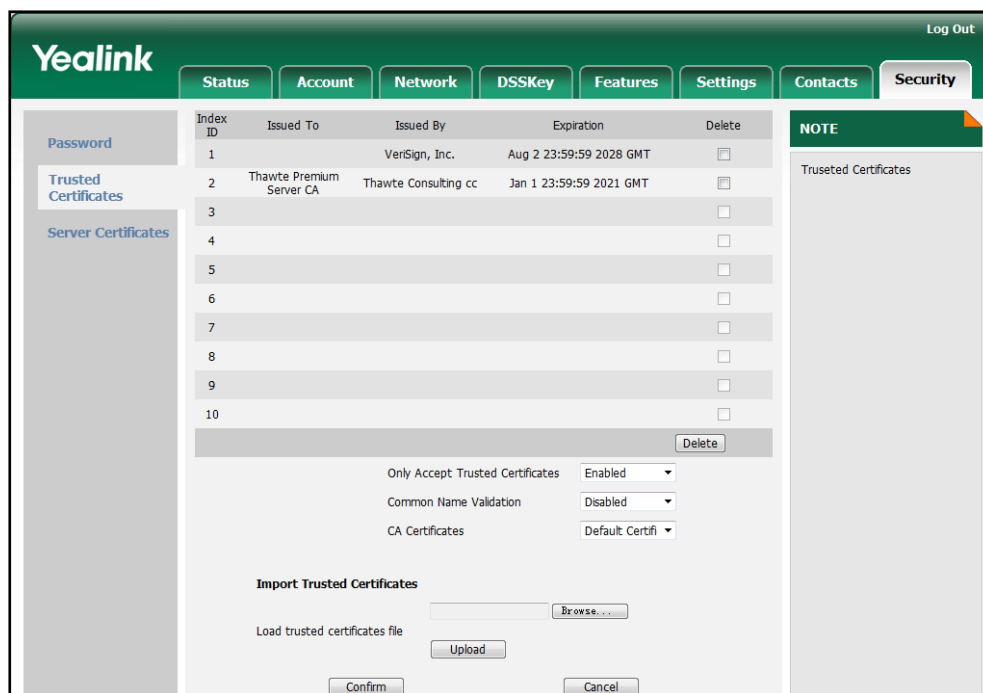 Log Out
Yealink
Status Account Network DSSKey Features Settings Contacts Security
Password
Trusted
Certificates
Server Certificates
Index ID Issued To Issued By Expiration Delete
1 VeriSign, Inc. Aug 2 23:59:59 2028 GMT
2 Thawte Premium Server CA Thawte Consulting cc Jan 1 23:59:59 2021 GMT
3
4
5
6
7
8
9
10
Delete
Only Accept Trusted Certificates Enabled
Common Name Validation Disabled
CA Certificates Default Certifi
Import Trusted Certificates
Browse...
Load trusted certificates file
Upload
Confirm Cancel
NOTE
Truseted Certificates